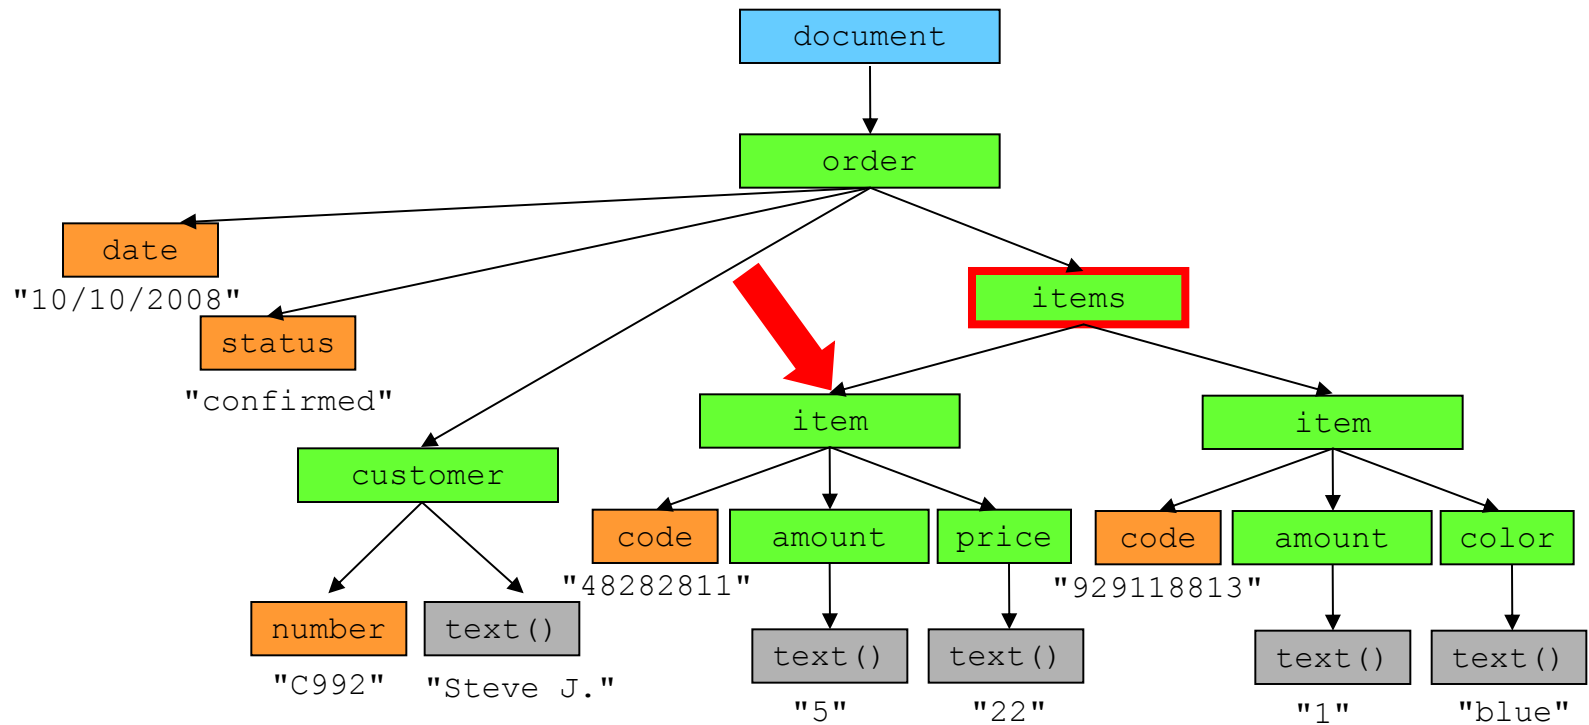 document
order
date
"10/10/2008"
items
status
"confirmed"
item
item
customer
code
amount
price
code
amount
color
"48282811"
"929118813"
number
text()
text()
text()
text()
text()
"C992"
"Steve J."
"5"
"22"
"1"
"blue"